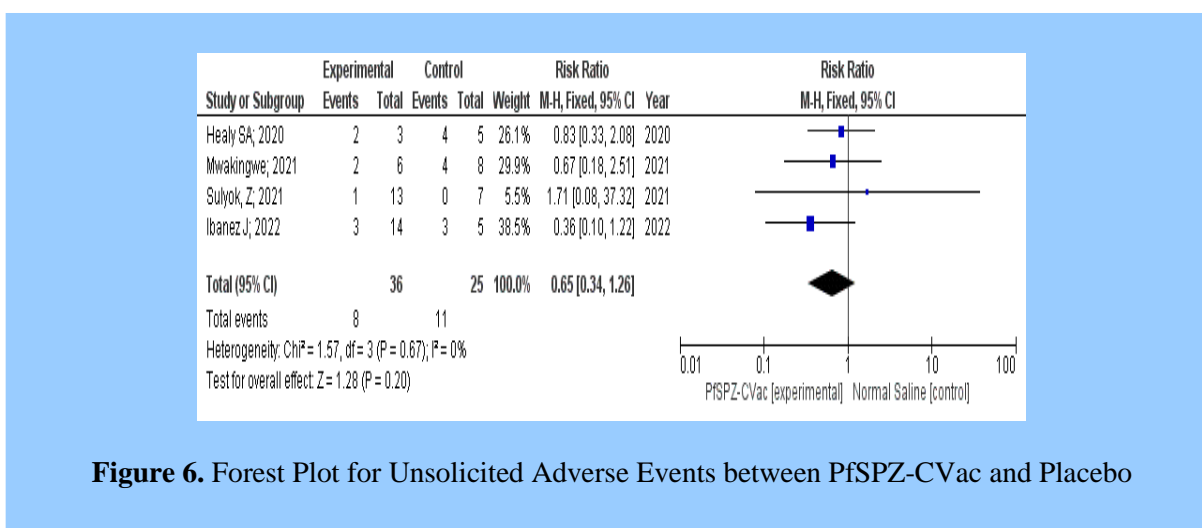 Experimental Control Risk Ratio Risk Ratio
Study or Subgroup Events Total Events Total Weight M-H, Fixed, 95% CI Year M-H, Fixed, 95% CI
Healy SA; 2020 2 3 4 5 26.1% 0.83 [0.33, 2.08] 2020
Mwakingwe; 2021 2 6 4 8 29.9% 0.67 [0.18, 2.51] 2021
Sulyok, Z; 2021 1 13 0 7 5.5% 1.71 [0.08, 37.32] 2021
Ibanez J; 2022 3 14 3 5 38.5% 0.36 [0.10, 1.22] 2022
Total (95% CI) 36 25 100.0% 0.65 [0.34, 1.26]
Total events 8 11
Heterogeneity: Chi² = 1.57, df = 3 (P = 0.67); I² = 0%
Test for overall effect: Z = 1.28 (P = 0.20)
0.01 0.1 1 10 100
PfSPZ-CVac [experimental] Normal Saline [control]
Figure 6. Forest Plot for Unsolicited Adverse Events between PfSPZ-CVac and Placebo